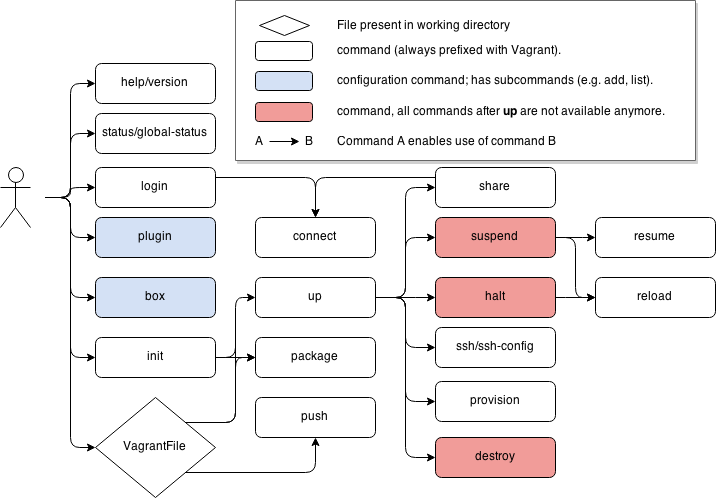 File present in working directory
command (always prefixed with Vagrant).
configuration command; has subcommands (e.g. add, list).
command, all commands after up are not available anymore.
A B Command A enables use of command B
help/version
status/global-status
login
share
plugin
connect
suspend
resume
box
up
halt
reload
init
package
ssh/ssh-config
push
provision
VagrantFile
destroy